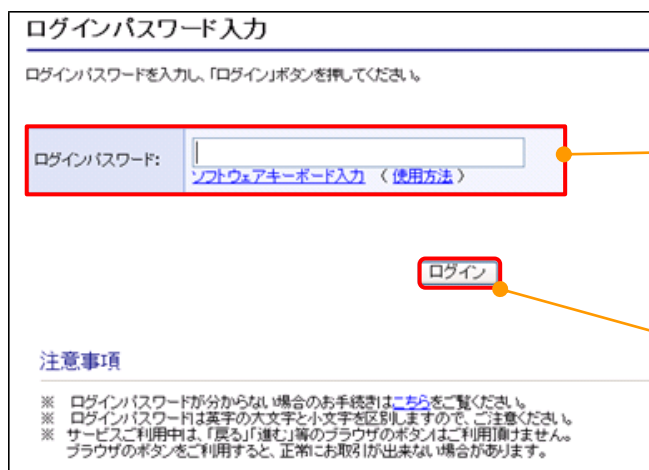 ログインパスワード入力
ログインパスワードを入力し、「ログイン」ボタンを押してください。
ログインパスワード:
ソフトウェアキーボード入力 （使用方法）
ログイン
注意事項
※ ログインパスワードが分からない場合のお手続きはこちらをご覧ください。
※ ログインパスワードは英字の大文字と小文字を区別しますので、ご注意ください。
※ サービスご利用中は、「戻る」「進む」等のブラウザのボタンはご利用頂けません。
ブラウザのボタンをご利用すると、正常にお取引が出来ない場合があります。